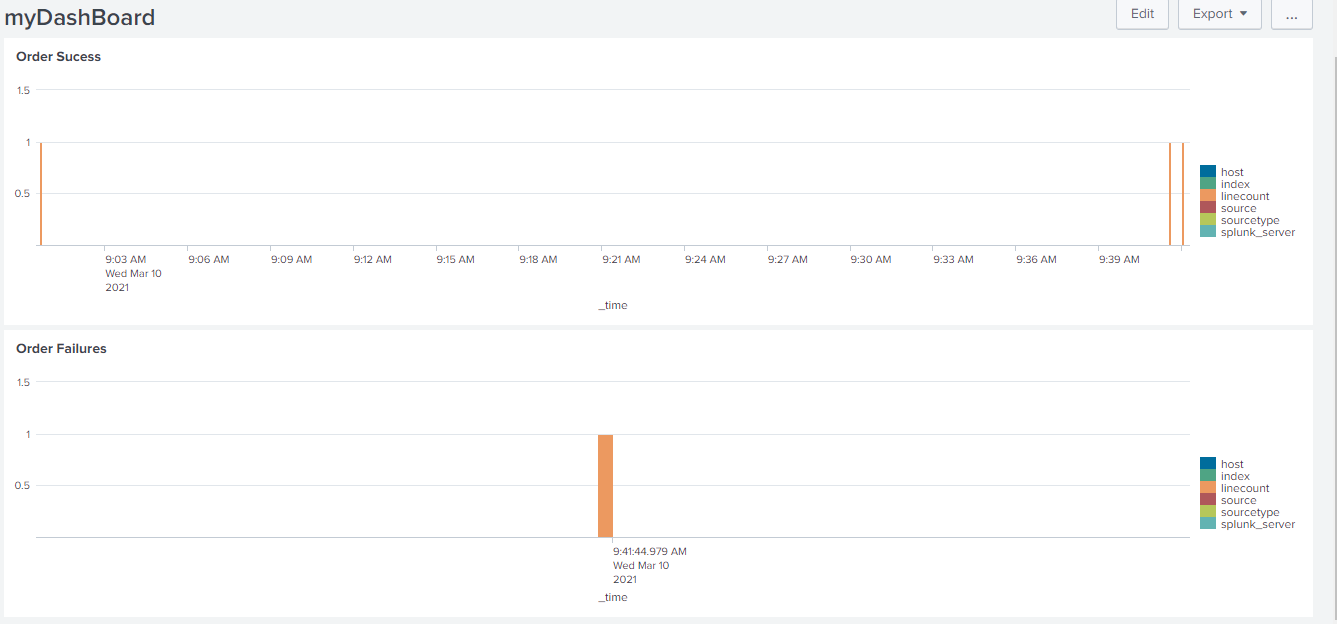 myDashBoard
Edit Export ▼ ...
Order Sucess
1.5
1
0.5
host
index
linecount
source
sourcetype
splunk_server
9:03 AM 9:06 AM 9:09 AM 9:12 AM 9:15 AM 9:18 AM 9:21 AM 9:24 AM 9:27 AM 9:30 AM 9:33 AM 9:36 AM 9:39 AM
Wed Mar 10
2021
_time
Order Failures
1.5
1
0.5
host
index
linecount
source
sourcetype
splunk_server
9:41:44.979 AM
Wed Mar 10
2021
_time